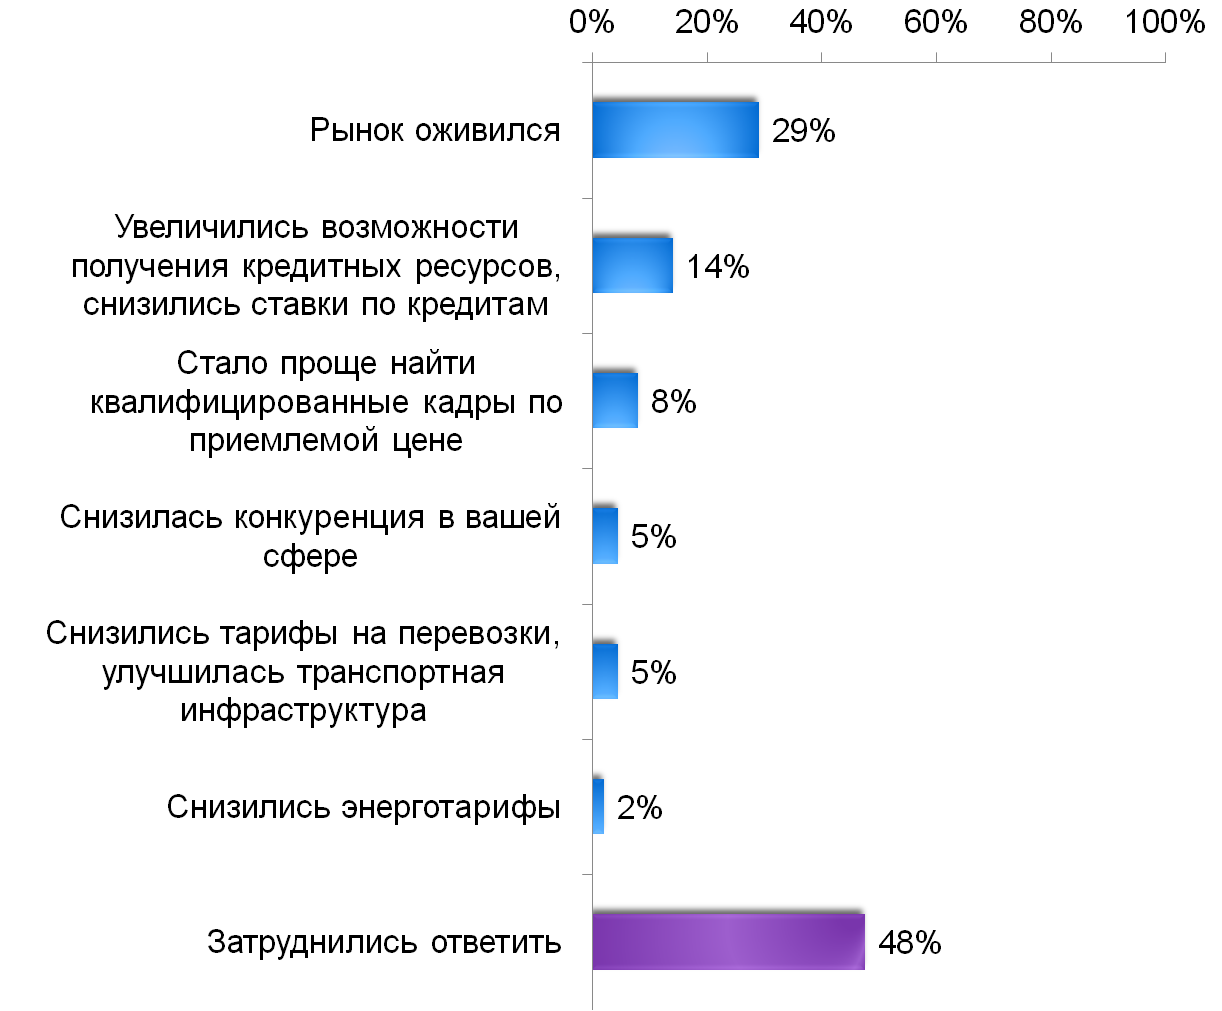 0% 20% 40% 60% 80% 100%
Рынок оживился
29%
Увеличились возможности
получения кредитных ресурсов,
снизились ставки по кредитам
14%
Стало проще найти
квалифицированные кадры по
приемлемой цене
8%
Снизилась конкуренция в вашей
сфере
5%
Снизились тарифы на перевозки,
улучшилась транспортная
инфраструктура
5%
Снизились энерготарифы
2%
Затруднились ответить
48%